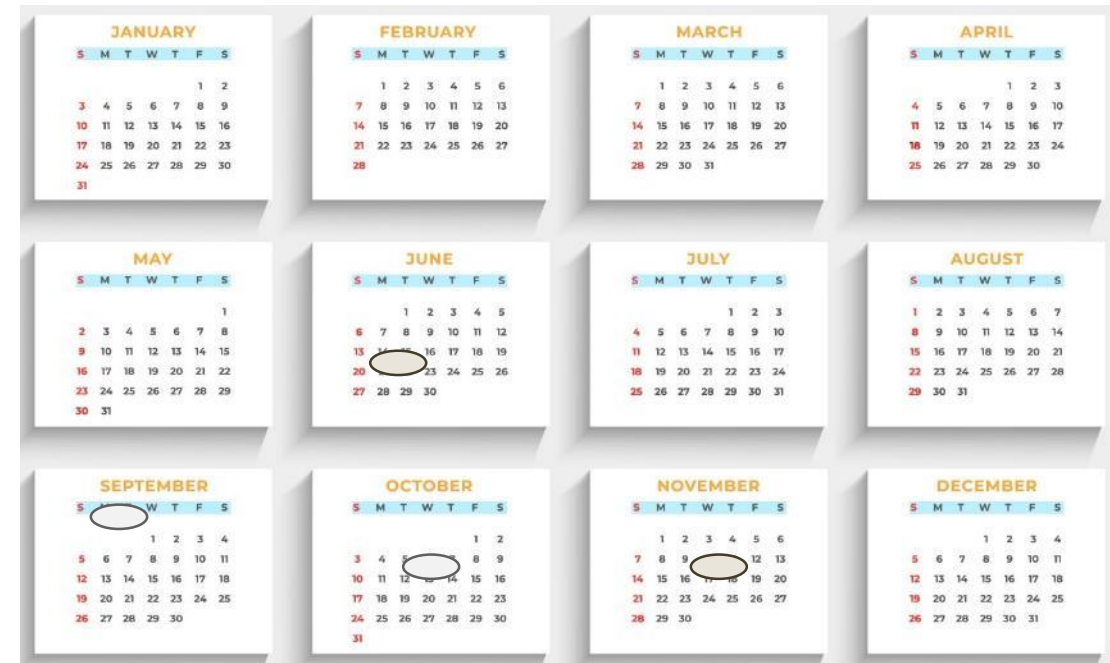 JANUARY
S M T W T F S
1 2
3 4 5 6 7 8 9
10 11 12 13 14 15 16
17 18 19 20 21 22 23
24 25 26 27 28 29 30
31
FEBRUARY
S M T W T F S
1 2 3 4 5 6
7 8 9 10 11 12 13
14 15 16 17 18 19 20
21 22 23 24 25 26 27
28
MARCH
S M T W T F S
1 2 3 4 5 6
7 8 9 10 11 12 13
14 15 16 17 18 19 20
21 22 23 24 25 26 27
28 29 30 31
APRIL
S M T W T F S
1 2 3
4 5 6 7 8 9 10
11 12 13 14 15 16 17
18 19 20 21 22 23 24
25 26 27 28 29 30
MAY
S M T W T F S
1
2 3 4 5 6 7 8
9 10 11 12 13 14 15
16 17 18 19 20 21 22
23 24 25 26 27 28 29
30 31
JUNE
S M T W T F S
1 2 3 4 5
6 7 8 9 10 11 12
13 14 15 16 17 18 19
20 23 24 25 26
27 28 29 30
JULY
S M T W T F S
1 2 3
4 5 6 7 8 9 10
11 12 13 14 15 16 17
18 19 20 21 22 23 24
25 26 27 28 29 30 31
AUGUST
S M T W T F S
1 2 3 4 5 6 7
8 9 10 11 12 13 14
15 16 17 18 19 20 21
22 23 24 25 26 27 28
29 30 31
SEPTEMBER
S W T F S
1 2 3 4
5 6 7 8 9 10 11
12 13 14 15 16 17 18
19 20 21 22 23 24 25
26 27 28 29 30
OCTOBER
S M T W T F S
1 2
3 4 5 7 8 9
10 11 12 13 14 15 16
17 18 19 20 21 22 23
24 25 26 27 28 29 30
31
NOVEMBER
S M T W T F S
1 2 3 4 5 6
7 8 9 12 13
14 15 16 17 18 19 20
21 22 23 24 25 26 27
28 29 30
DECEMBER
S M T W T F S
1 2 3 4
5 6 7 8 9 10 11
12 13 14 15 16 17 18
19 20 21 22 23 24 25
26 27 28 29 30 31